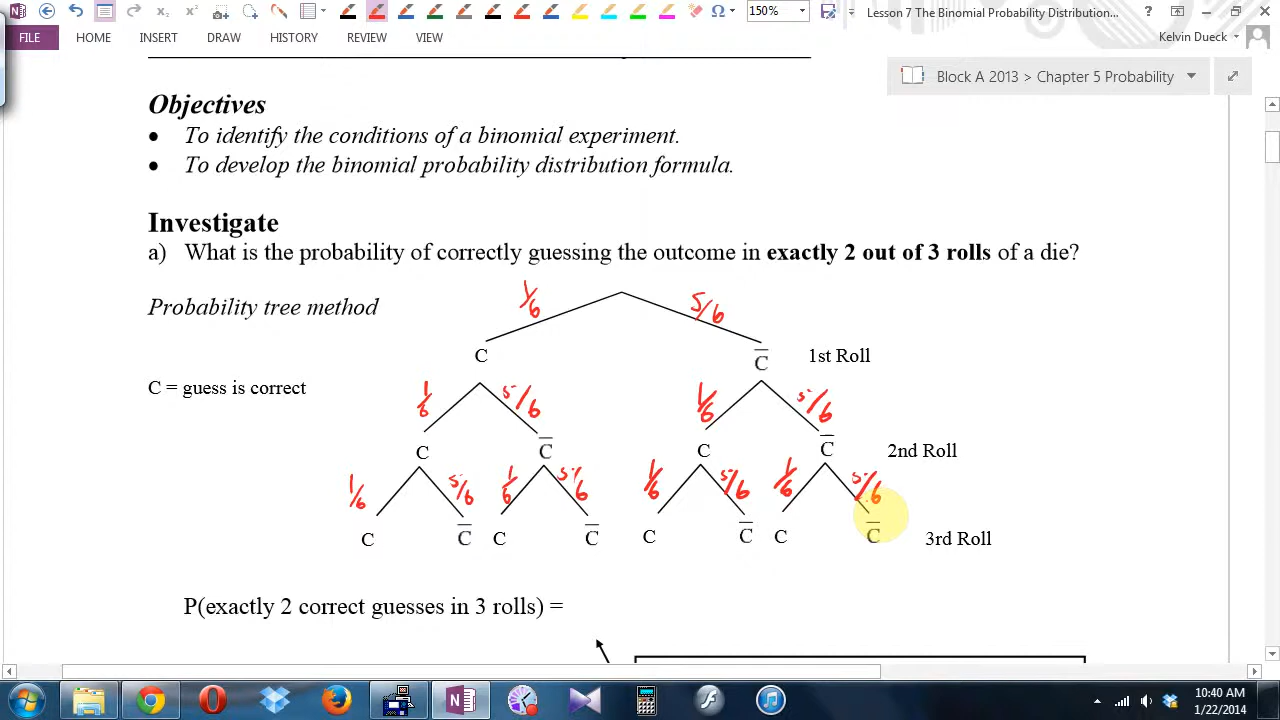 150%
Lesson 7 The Binomial Probability Distribution...
?
FILE HOME INSERT DRAW HISTORY REVIEW VIEW
Kelvin Dueck
Block A 2013 > Chapter 5 Probability
Objectives
• To identify the conditions of a binomial experiment.
• To develop the binomial probability distribution formula.
Investigate
a) What is the probability of correctly guessing the outcome in exactly 2 out of 3 rolls of a die?
Probability tree method
1/6 5/6
C C̅ 1st Roll
C = guess is correct
1/6 5/6 1/6 5/6
C C̅ C C̅ 2nd Roll
1/6 5/6 1/6 5/6 1/6 5/6 1/6 5/6
C C̅ C C̅ C C̅ C C̅ 3rd Roll
P(exactly 2 correct guesses in 3 rolls) =
10:40 AM
1/22/2014